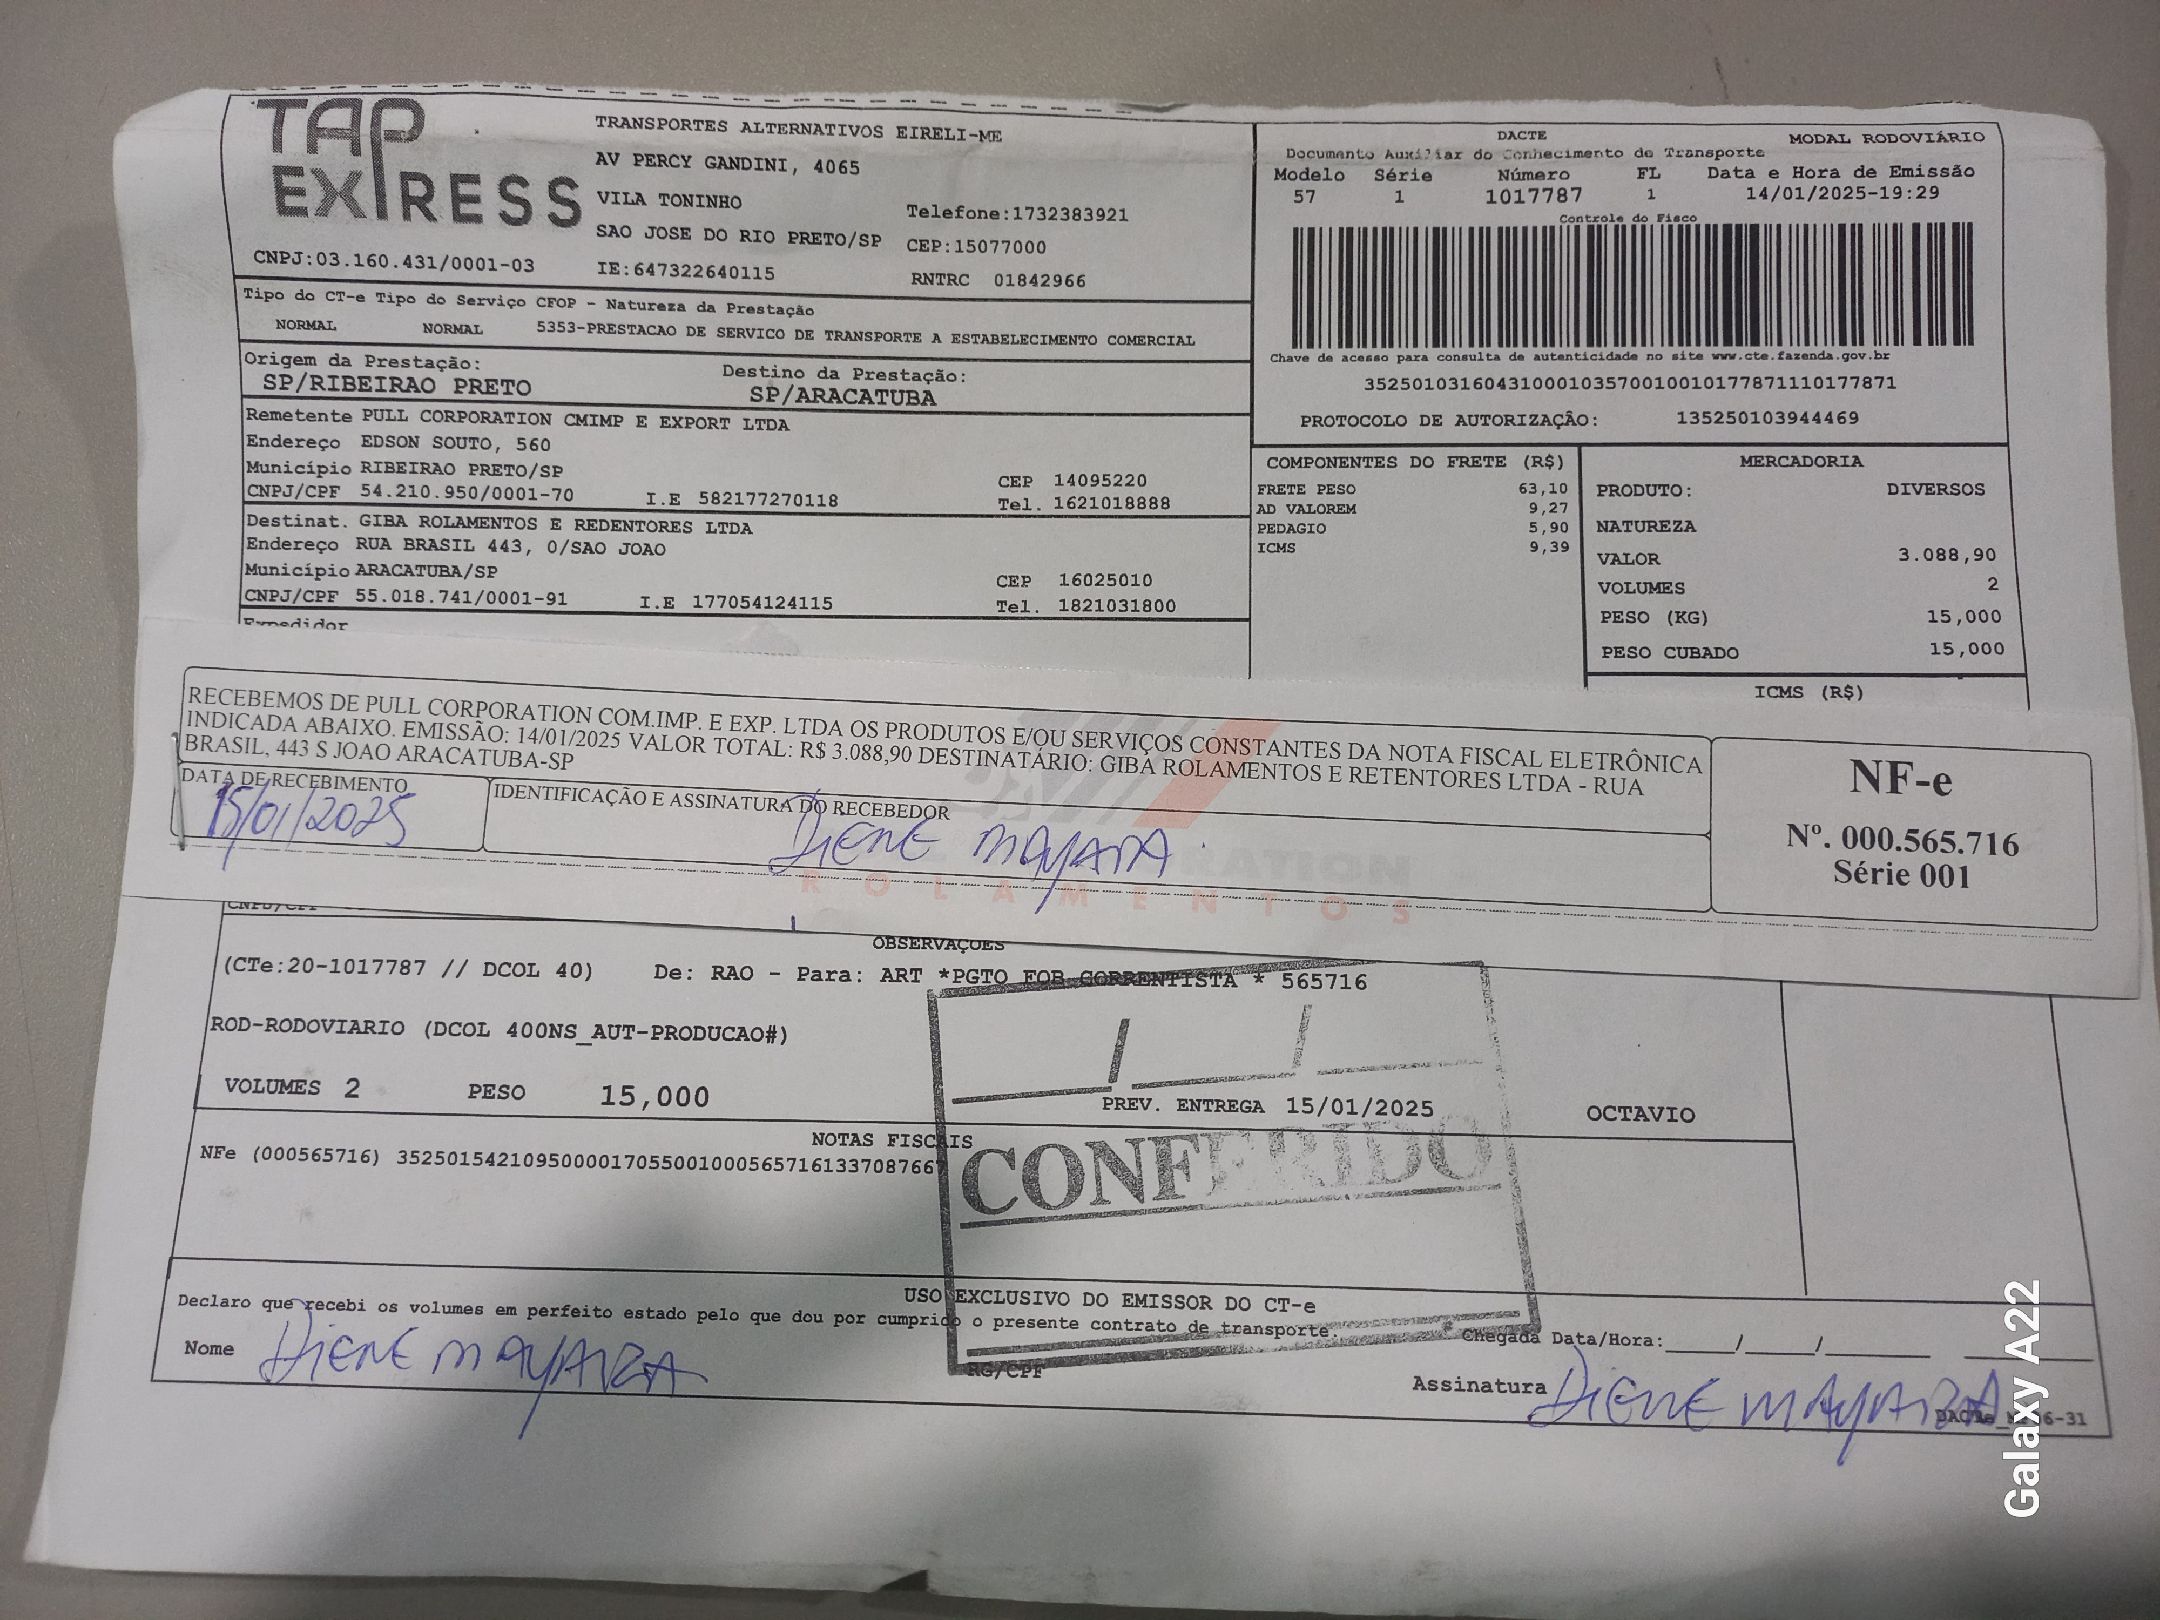 TAP EXPRESS
TRANSPORTES ALTERNATIVOS EIRELI-ME
AV PERCY GANDINI, 4065
VILA TONINHO
Telefone:1732383921
SAO JOSE DO RIO PRETO/SP CEP:15077000
CNPJ:03.160.431/0001-03 IE:647322640115 RNTRC 01842966
DACTE MODAL RODOVIÁRIO
Documento Auxiliar do Conhecimento de Transporte
Modelo Série Número FL Data e Hora de Emissão
57 1 1017787 1 14/01/2025-19:29
Controle do Fisco
Chave de acesso para consulta de autenticidade no site www.cte.fazenda.gov.br
35250103160431000103570010010177871110177871
PROTOCOLO DE AUTORIZAÇÃO: 135250103944469
Tipo do CT-e Tipo do Serviço CFOP - Natureza da Prestação
NORMAL NORMAL 5353-PRESTACAO DE SERVICO DE TRANSPORTE A ESTABELECIMENTO COMERCIAL
Origem da Prestação: Destino da Prestação:
SP/RIBEIRAO PRETO SP/ARACATUBA
Remetente PULL CORPORATION CMIMP E EXPORT LTDA
Endereço EDSON SOUTO, 560
Município RIBEIRAO PRETO/SP CEP 14095220
CNPJ/CPF 54.210.950/0001-70 I.E 582177270118 Tel. 1621018888
Destinat. GIBA ROLAMENTOS E REDENTORES LTDA
Endereço RUA BRASIL 443, 0/SAO JOAO
Município ARACATUBA/SP CEP 16025010
CNPJ/CPF 55.018.741/0001-91 I.E 177054124115 Tel. 1821031800
Expedidor
COMPONENTES DO FRETE (R$)
FRETE PESO 63,10
AD VALOREM 9,27
PEDAGIO 5,90
ICMS 9,39
MERCADORIA
PRODUTO: DIVERSOS
NATUREZA
VALOR 3.088,90
VOLUMES 2
PESO (KG) 15,000
PESO CUBADO 15,000
ICMS (R$)
RECEBEMOS DE PULL CORPORATION COM.IMP. E EXP. LTDA OS PRODUTOS E/OU SERVIÇOS CONSTANTES DA NOTA FISCAL ELETRÔNICA
INDICADA ABAIXO. EMISSÃO: 14/01/2025 VALOR TOTAL: R$ 3.088,90 DESTINATÁRIO: GIBA ROLAMENTOS E RETENTORES LTDA - RUA
BRASIL, 443 S JOAO ARACATUBA-SP
DATA DE RECEBIMENTO IDENTIFICAÇÃO E ASSINATURA DO RECEBEDOR
15/01/2025 DIENE MAYARA
ROLAMENTOS
NF-e
Nº. 000.565.716
Série 001
CNPJ/CPF
OBSERVAÇÕES
(CTe:20-1017787 // DCOL 40) De: RAO - Para: ART *PGTO FOB CORRENTISTA * 565716
ROD-RODOVIARIO (DCOL 400NS_AUT-PRODUCAO#)
VOLUMES 2 PESO 15,000 PREV. ENTREGA 15/01/2025 OCTAVIO
NOTAS FISCAIS
NFe (000565716) 35250154210950000170550010005657161337087667
CONFERIDO
USO EXCLUSIVO DO EMISSOR DO CT-e
Declaro que recebi os volumes em perfeito estado pelo que dou por cumprido o presente contrato de transporte.
Chegada Data/Hora:_____/_____/________
Nome DIENE MAYARA RG/CPF Assinatura DIENE MAYARA
Galaxy A22